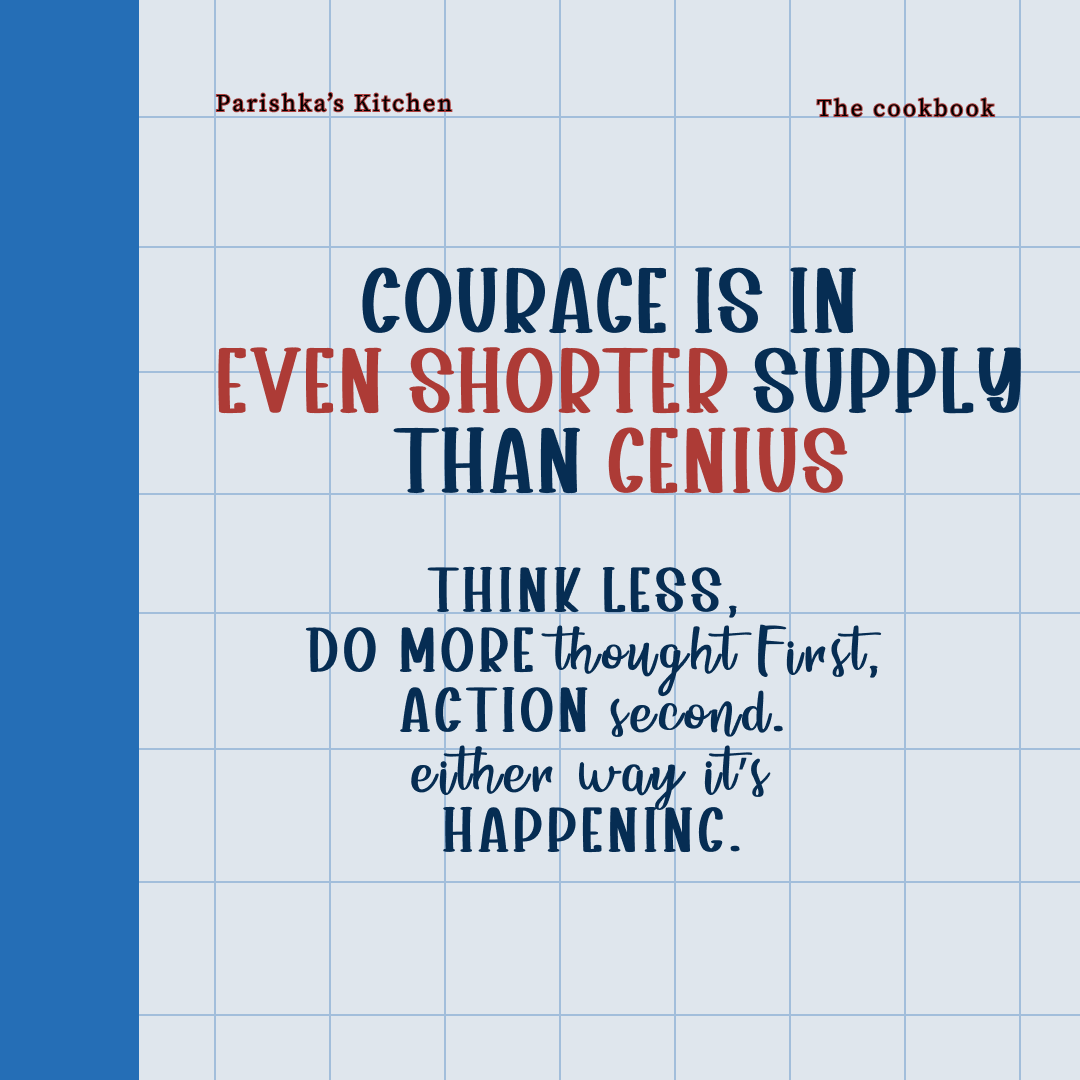 Parishka’s Kitchen
The cookbook
COURAGE IS IN
EVEN SHORTER SUPPLY
THAN GENIUS
THINK LESS,
DO MORE thought First,
ACTION second.
either way it's
HAPPENING.